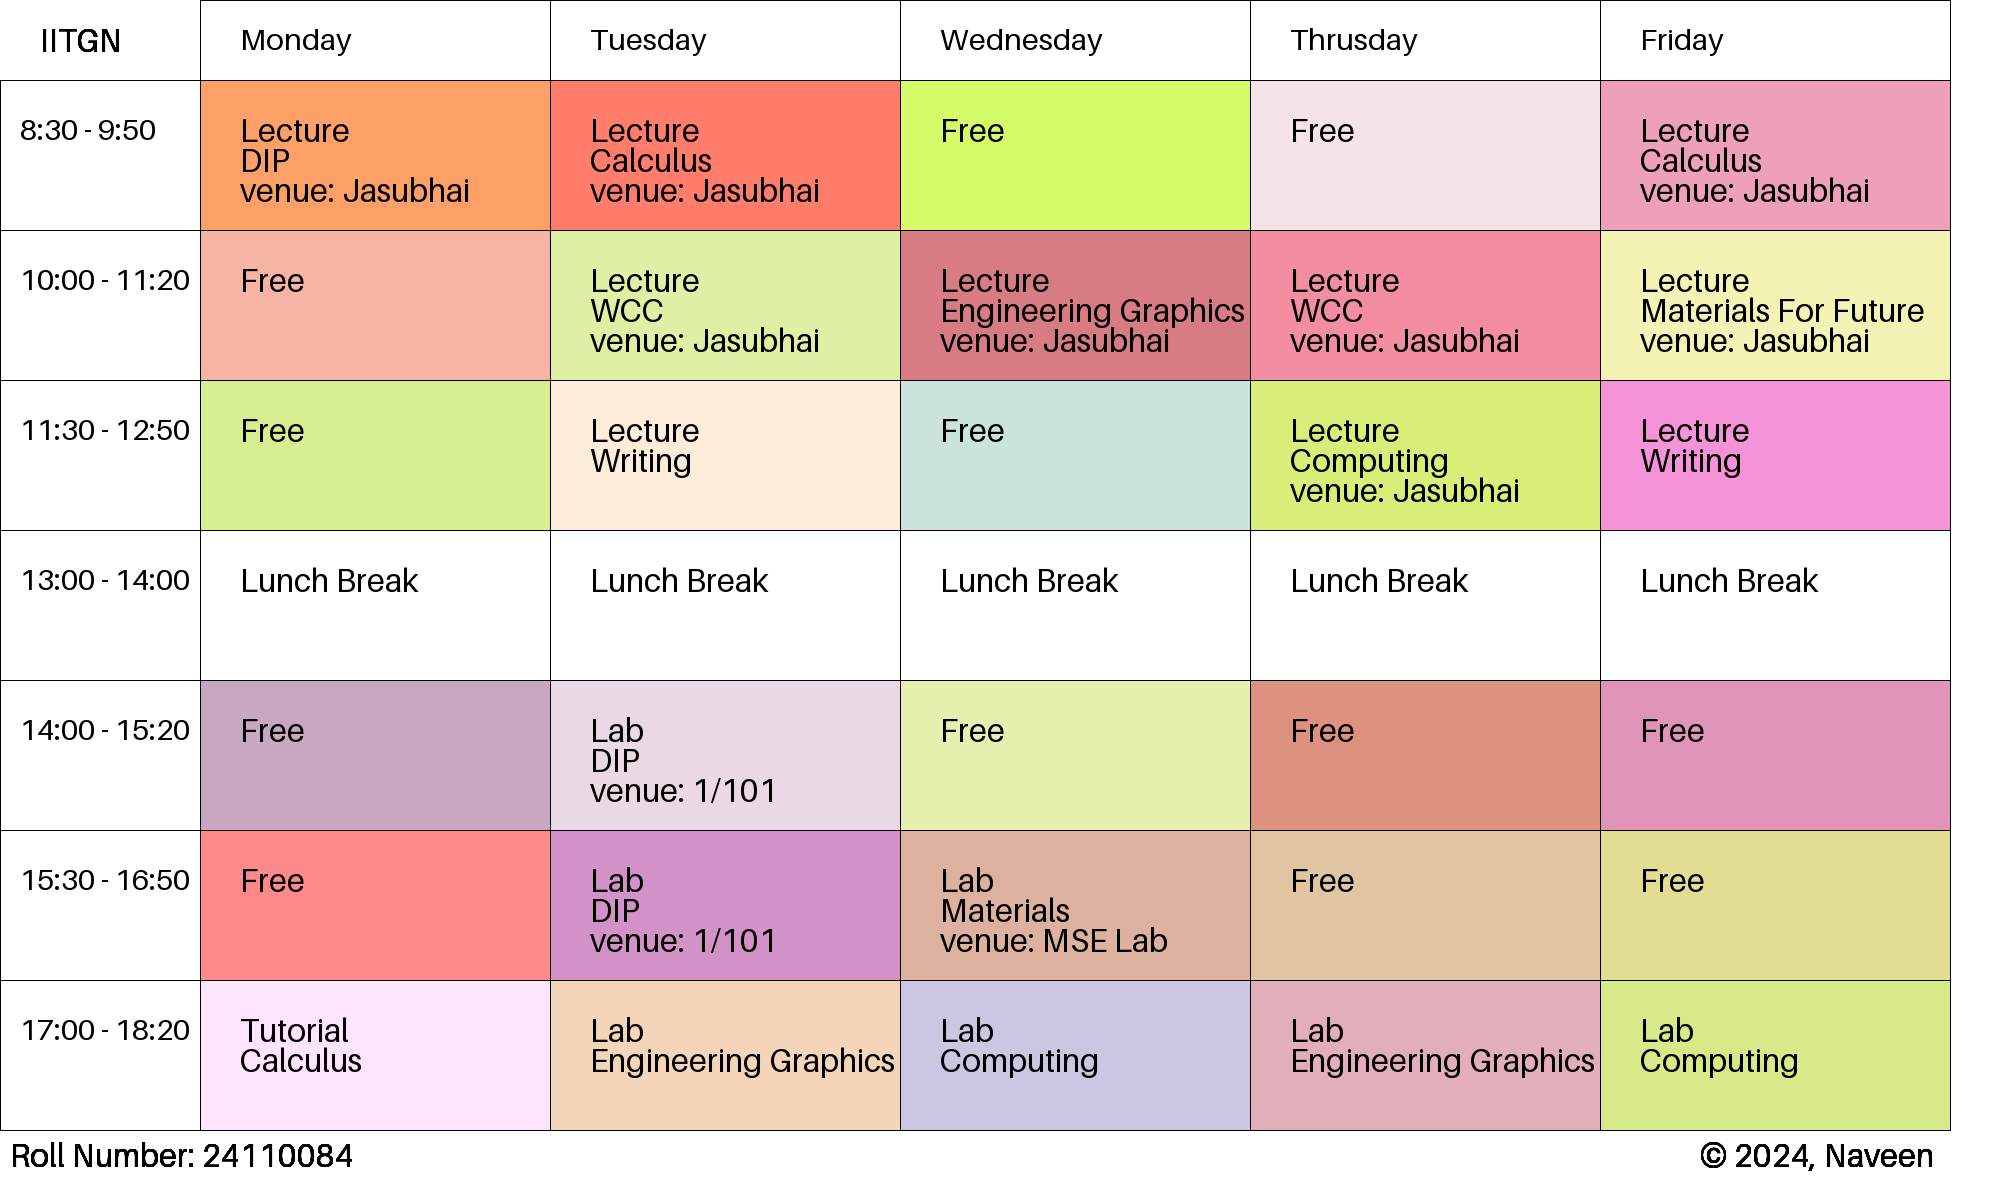 IITGN
Monday
Tuesday
Wednesday
Thrusday
Friday
8:30 - 9:50
Lecture
DIP
venue: Jasubhai
Lecture
Calculus
venue: Jasubhai
Free
Free
Lecture
Calculus
venue: Jasubhai
10:00 - 11:20
Free
Lecture
WCC
venue: Jasubhai
Lecture
Engineering Graphics
venue: Jasubhai
Lecture
WCC
venue: Jasubhai
Lecture
Materials For Future
venue: Jasubhai
11:30 - 12:50
Free
Lecture
Writing
Free
Lecture
Computing
venue: Jasubhai
Lecture
Writing
13:00 - 14:00
Lunch Break
Lunch Break
Lunch Break
Lunch Break
Lunch Break
14:00 - 15:20
Free
Lab
DIP
venue: 1/101
Free
Free
Free
15:30 - 16:50
Free
Lab
DIP
venue: 1/101
Lab
Materials
venue: MSE Lab
Free
Free
17:00 - 18:20
Tutorial
Calculus
Lab
Engineering Graphics
Lab
Computing
Lab
Engineering Graphics
Lab
Computing
Roll Number: 24110084
© 2024, Naveen